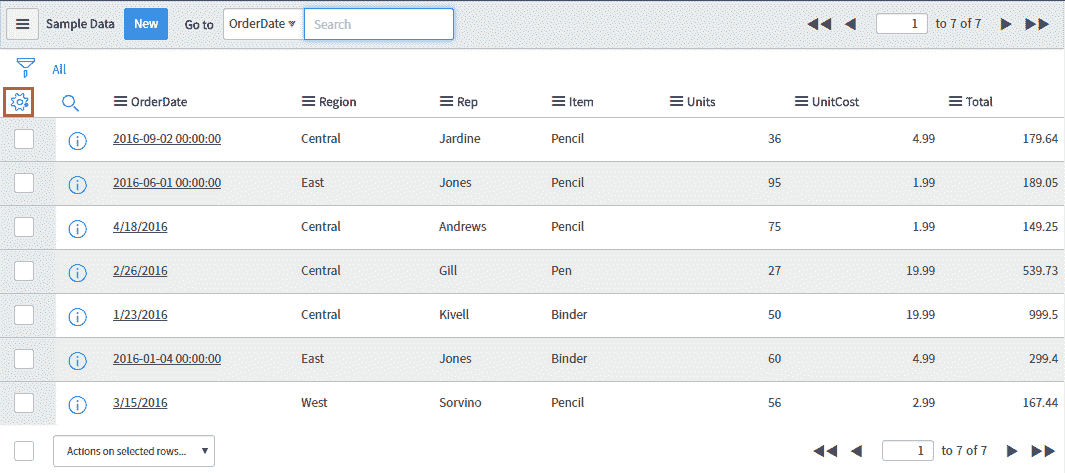 Sample Data New Go to OrderDate Search 1 to 7 of 7
All
OrderDate Region Rep Item Units UnitCost Total
2016-09-02 00:00:00 Central Jardine Pencil 36 4.99 179.64
2016-06-01 00:00:00 East Jones Pencil 95 1.99 189.05
4/18/2016 Central Andrews Pencil 75 1.99 149.25
2/26/2016 Central Gill Pen 27 19.99 539.73
1/23/2016 Central Kivell Binder 50 19.99 999.5
2016-01-04 00:00:00 East Jones Binder 60 4.99 299.4
3/15/2016 West Sorvino Pencil 56 2.99 167.44
Actions on selected rows... 1 to 7 of 7